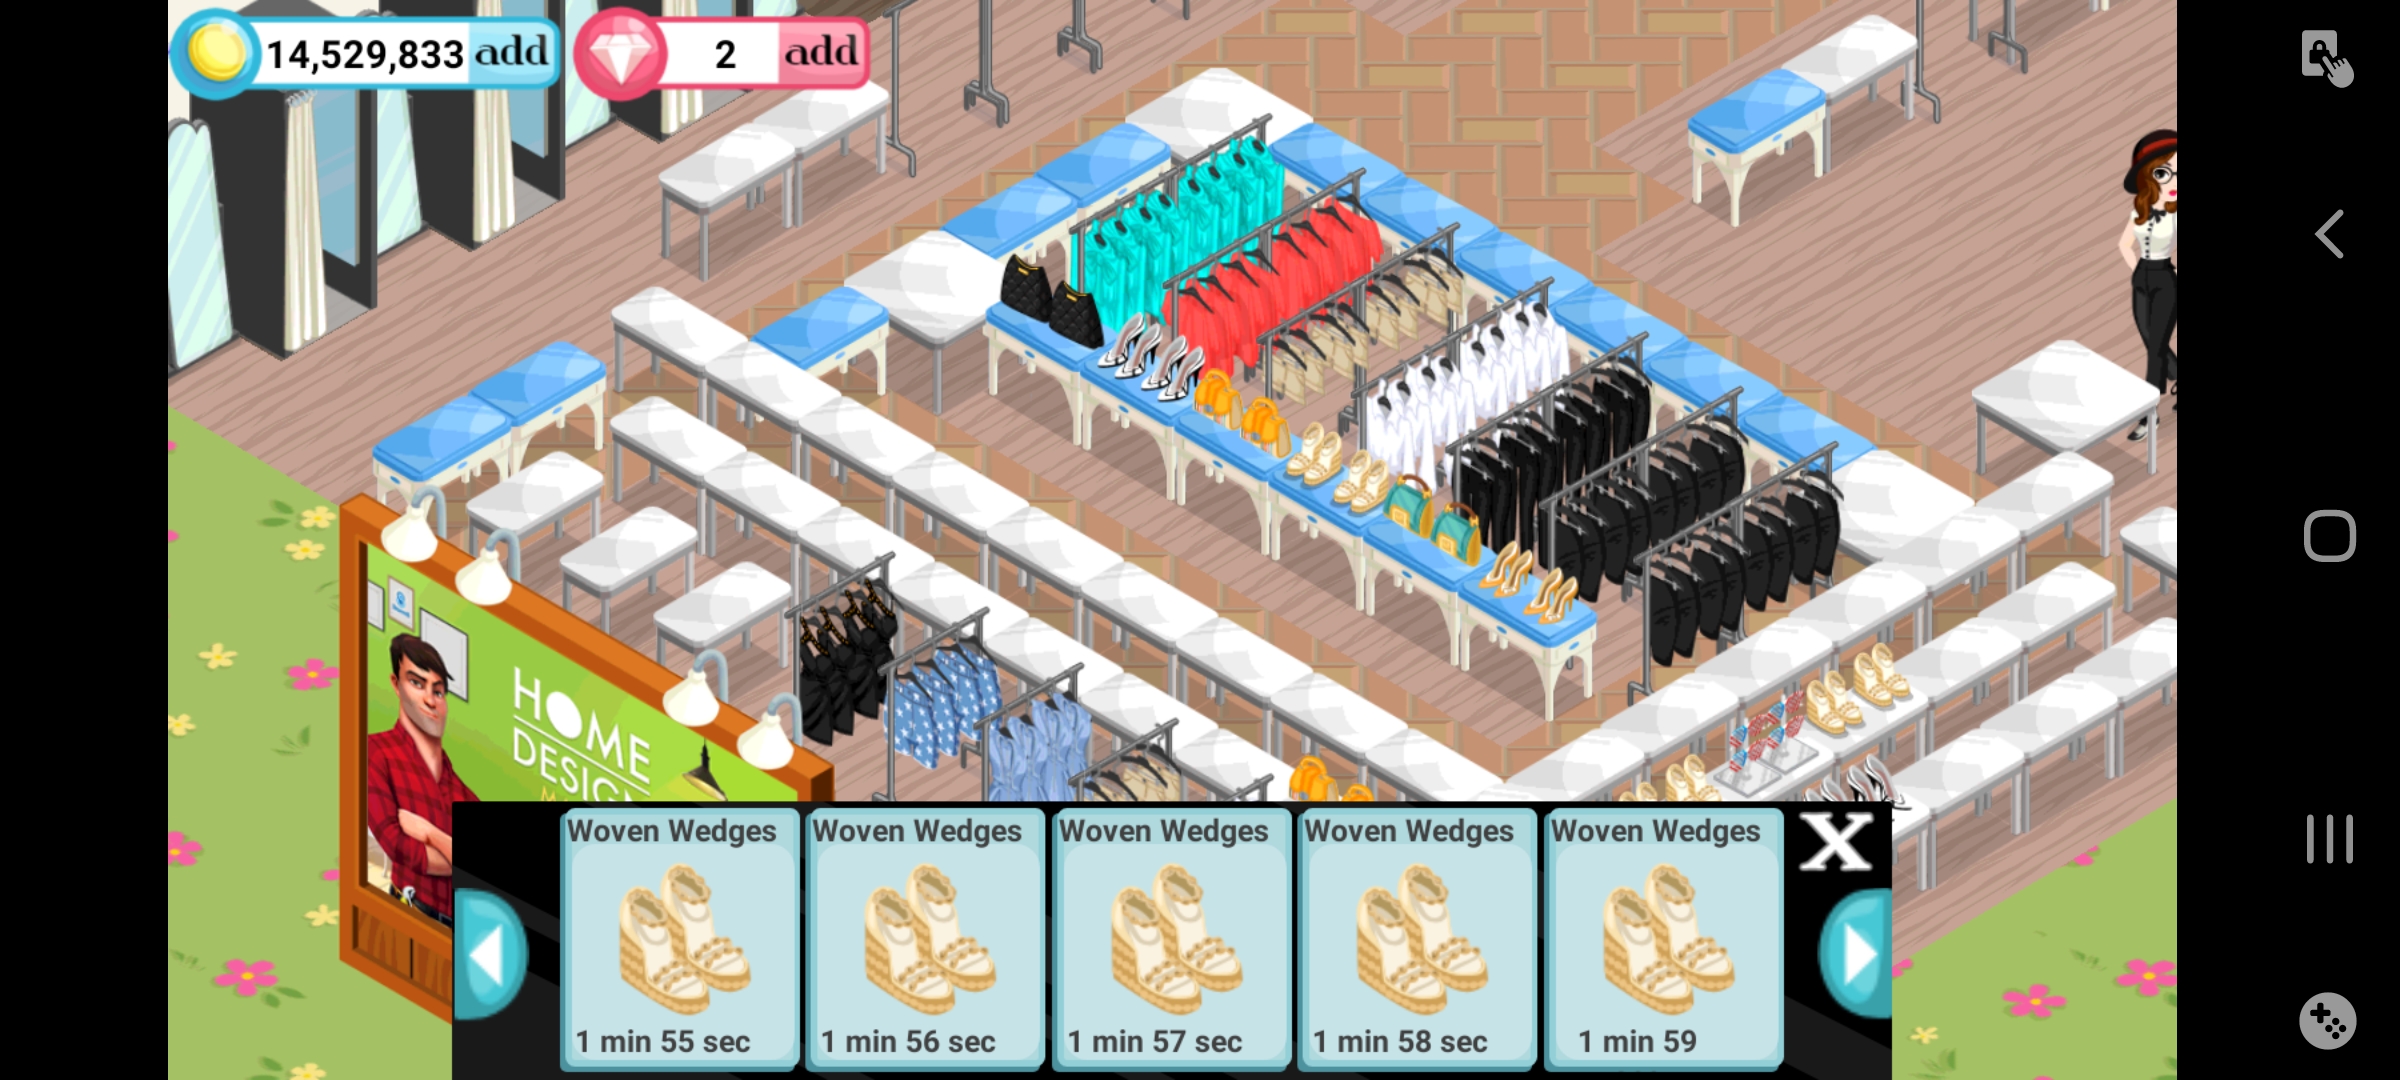 14,529,833 add
2 add
HOME
DESIGN
Woven Wedges
1 min 55 sec
Woven Wedges
1 min 56 sec
Woven Wedges
1 min 57 sec
Woven Wedges
1 min 58 sec
Woven Wedges
1 min 59
X